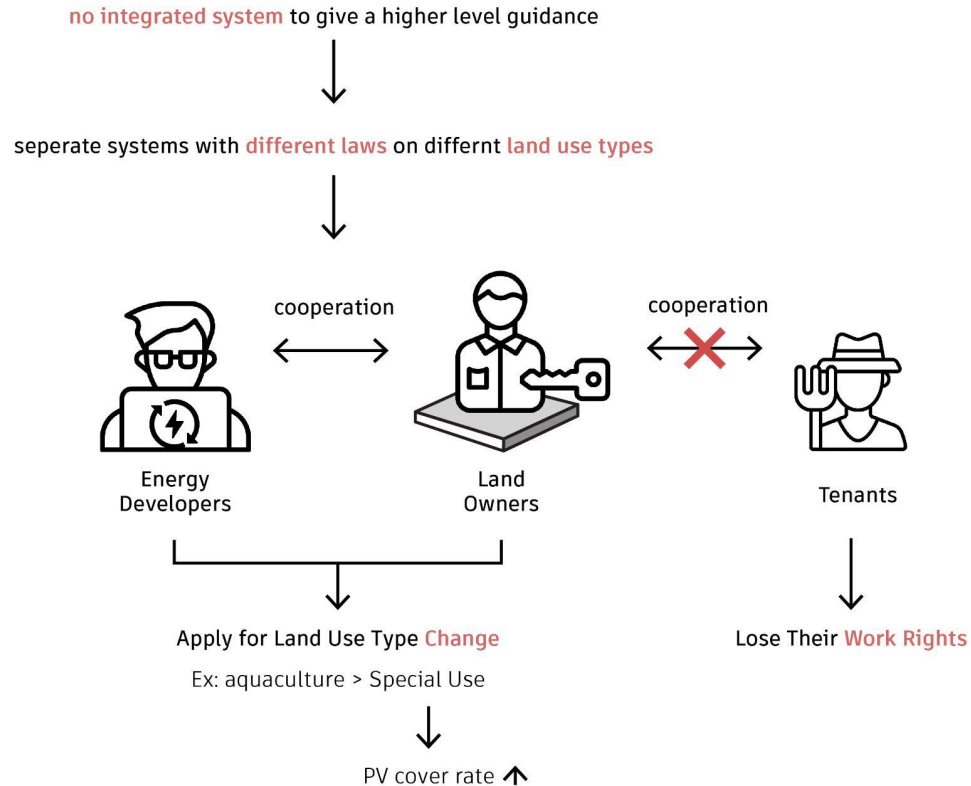 no integrated system to give a higher level guidance
seperate systems with different laws on differnt land use types
cooperation
cooperation
Energy
Developers
Land
Owners
Tenants
Apply for Land Use Type Change
Ex: aquaculture > Special Use
Lose Their Work Rights
PV cover rate ↑